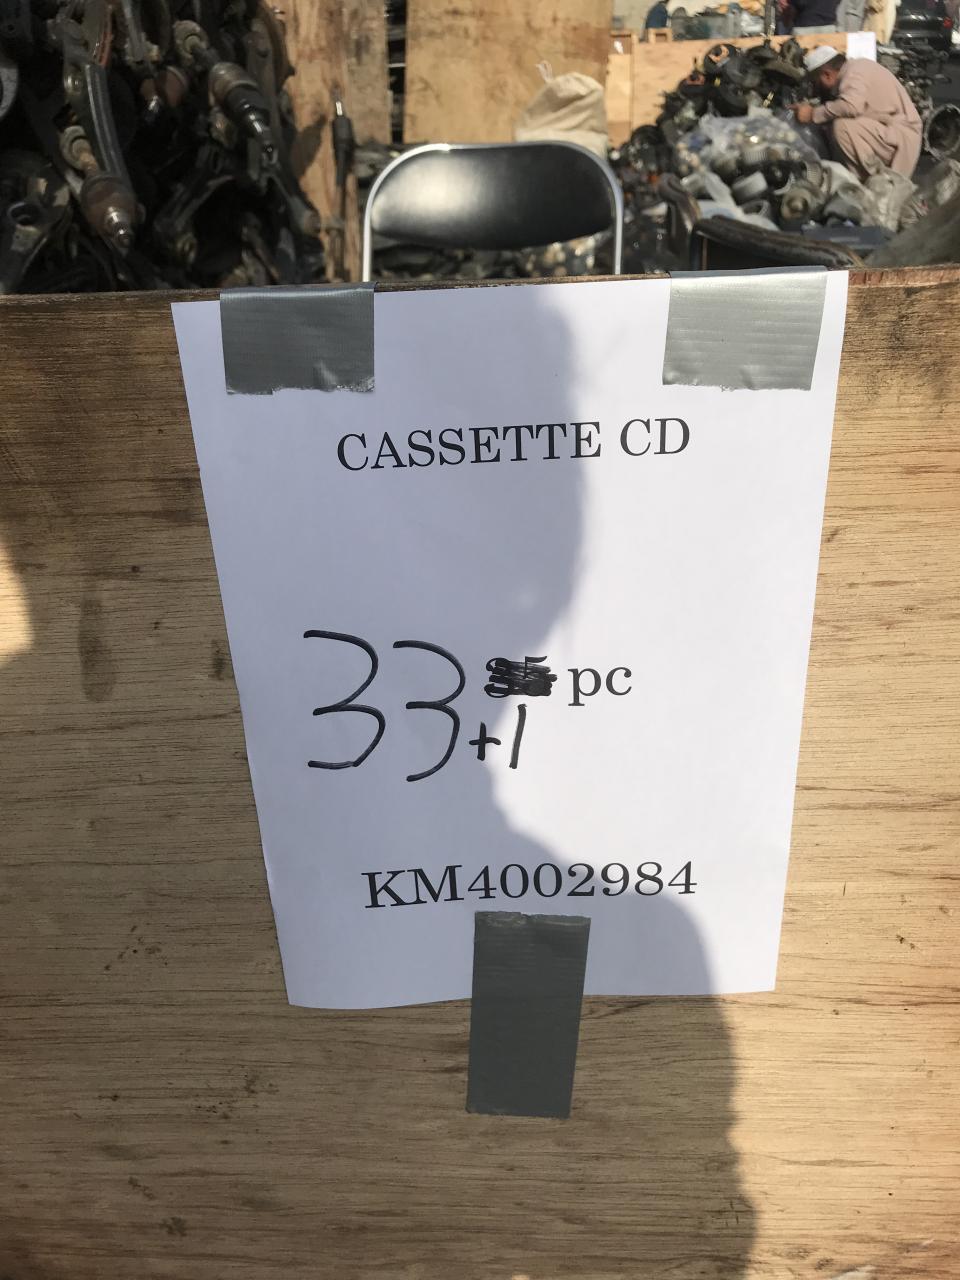 CASSETTE CD
33 pc
+1
KM4002984